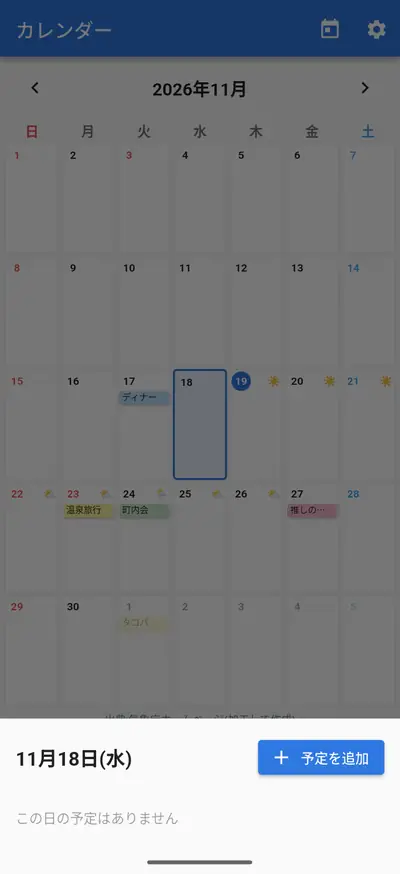 カレンダー
2026年11月
日 月 火 水 木 金 土
1 2 3 4 5 6 7
8 9 10 11 12 13 14
15 16 17 18 19 20 21
ディナー
22 23 24 25 26 27 28
温泉旅行 町内会 推しの…
29 30 1 2 3 4 5
タコパ
11月18日(水)
+ 予定を追加
この日の予定はありません